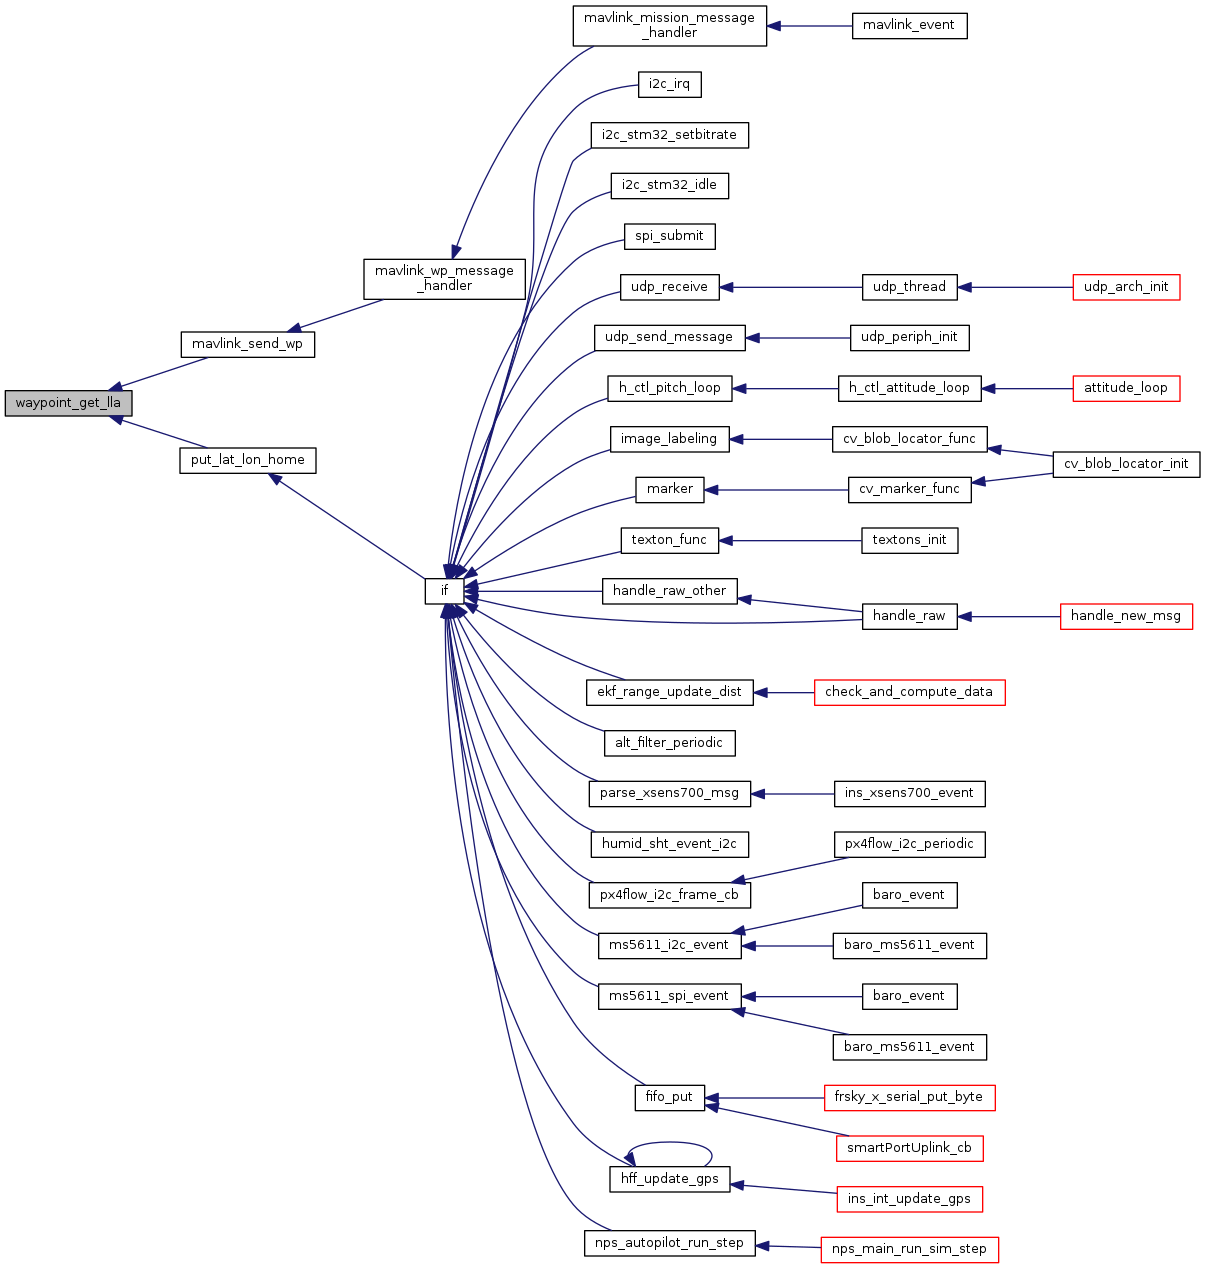 mavlink_mission_message
_handler
mavlink_event
i2c_irq
i2c_stm32_setbitrate
i2c_stm32_idle
spi_submit
mavlink_wp_message
_handler
udp_receive
udp_thread
udp_arch_init
mavlink_send_wp
udp_send_message
udp_periph_init
waypoint_get_lla
h_ctl_pitch_loop
h_ctl_attitude_loop
attitude_loop
image_labeling
cv_blob_locator_func
cv_blob_locator_init
put_lat_lon_home
marker
cv_marker_func
texton_func
textons_init
if
handle_raw_other
handle_raw
handle_new_msg
ekf_range_update_dist
check_and_compute_data
alt_filter_periodic
parse_xsens700_msg
ins_xsens700_event
humid_sht_event_i2c
px4flow_i2c_periodic
px4flow_i2c_frame_cb
baro_event
ms5611_i2c_event
baro_ms5611_event
ms5611_spi_event
baro_event
baro_ms5611_event
fifo_put
frsky_x_serial_put_byte
smartPortUplink_cb
hff_update_gps
ins_int_update_gps
nps_autopilot_run_step
nps_main_run_sim_step